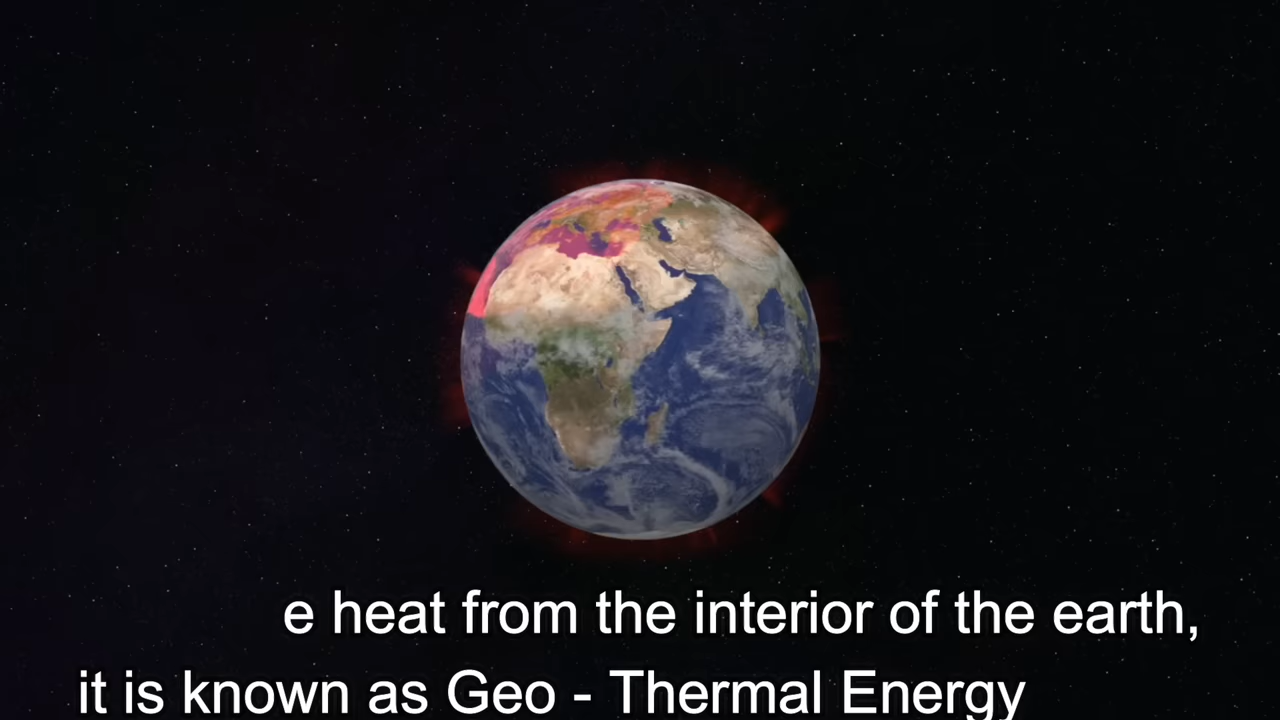 e heat from the interior of the earth,
it is known as Geo - Thermal Energy